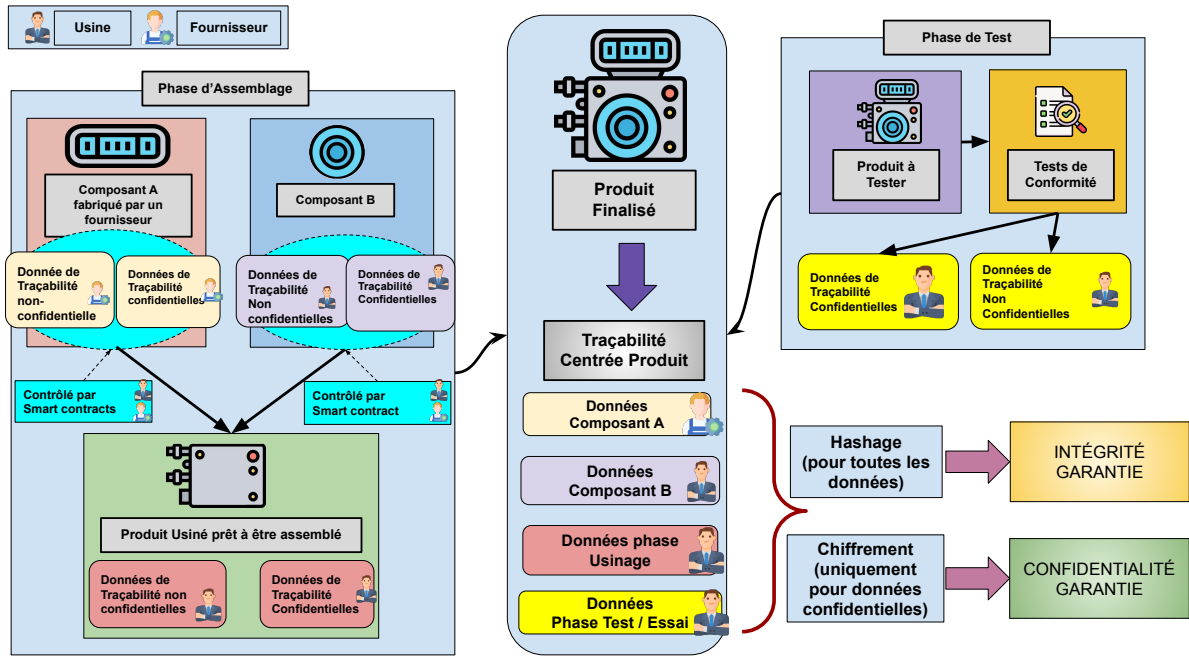 Usine
Fournisseur
Phase d'Assemblage
Composant A
fabriqué par un
fournisseur
Composant B
Donnée de
Traçabilité
non-
confidentielle
Données de
Traçabilité
confidentielles
Données de
Traçabilité
Non
confidentielles
Données de
Traçabilité
Confidentielles
Contrôlé par
Smart contracts
Contrôlé par
Smart contract
Produit Usiné prêt à être assemblé
Données de
Traçabilité non
confidentielles
Données de
Traçabilité
Confidentielles
Produit
Finalisé
Traçabilité
Centrée Produit
Données
Composant A
Données
Composant B
Données phase
Usinage
Données
Phase Test / Essai
Phase de Test
Produit à
Tester
Tests de
Conformité
Données de
Traçabilité
Confidentielles
Données de
Traçabilité
Non
Confidentielles
Hashage
(pour toutes les
données)
INTÉGRITÉ
GARANTIE
Chiffrement
(uniquement
pour données
confidentielles)
CONFIDENTIALITÉ
GARANTIE